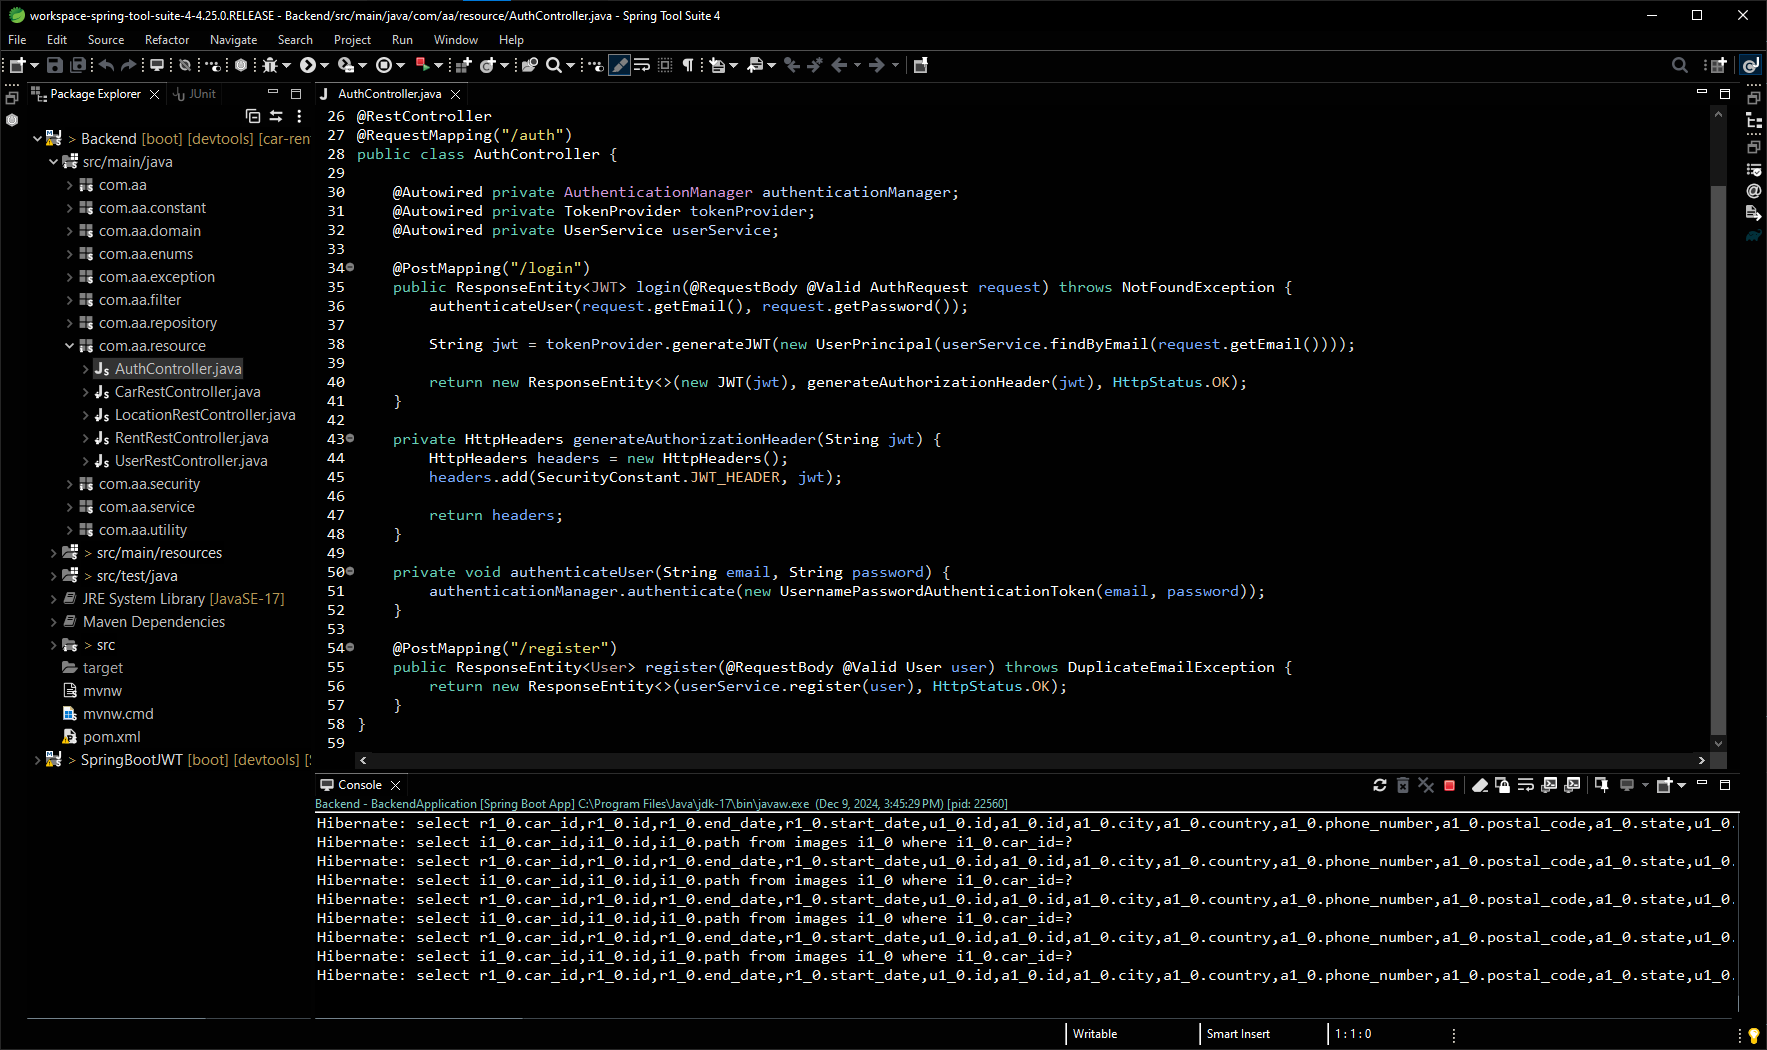 workspace-spring-tool-suite-4-4.25.0.RELEASE - Backend/src/main/java/com/aa/resource/AuthController.java - Spring Tool Suite 4
File Edit Source Refactor Navigate Search Project Run Window Help
Package Explorer
JUnit
> Backend [boot] [devtools] [car-ren
src/main/java
com.aa
com.aa.constant
com.aa.domain
com.aa.enums
com.aa.exception
com.aa.filter
com.aa.repository
com.aa.resource
AuthController.java
CarRestController.java
LocationRestController.java
RentRestController.java
UserRestController.java
com.aa.security
com.aa.service
com.aa.utility
> src/main/resources
> src/test/java
JRE System Library [JavaSE-17]
Maven Dependencies
> src
target
mvnw
mvnw.cmd
pom.xml
> SpringBootJWT [boot] [devtools] [
AuthController.java
26 @RestController
27 @RequestMapping("/auth")
28 public class AuthController {
29
30     @Autowired private AuthenticationManager authenticationManager;
31     @Autowired private TokenProvider tokenProvider;
32     @Autowired private UserService userService;
33
34     @PostMapping("/login")
35     public ResponseEntity<JWT> login(@RequestBody @Valid AuthRequest request) throws NotFoundException {
36         authenticateUser(request.getEmail(), request.getPassword());
37
38         String jwt = tokenProvider.generateJWT(new UserPrincipal(userService.findByEmail(request.getEmail())));
39
40         return new ResponseEntity<>(new JWT(jwt), generateAuthorizationHeader(jwt), HttpStatus.OK);
41     }
42
43     private HttpHeaders generateAuthorizationHeader(String jwt) {
44         HttpHeaders headers = new HttpHeaders();
45         headers.add(SecurityConstant.JWT_HEADER, jwt);
46
47         return headers;
48     }
49
50     private void authenticateUser(String email, String password) {
51         authenticationManager.authenticate(new UsernamePasswordAuthenticationToken(email, password));
52     }
53
54     @PostMapping("/register")
55     public ResponseEntity<User> register(@RequestBody @Valid User user) throws DuplicateEmailException {
56         return new ResponseEntity<>(userService.register(user), HttpStatus.OK);
57     }
58 }
59
Console
Backend - BackendApplication [Spring Boot App] C:\Program Files\Java\jdk-17\bin\javaw.exe (Dec 9, 2024, 3:45:29 PM) [pid: 22560]
Hibernate: select r1_0.car_id,r1_0.id,r1_0.end_date,r1_0.start_date,u1_0.id,a1_0.id,a1_0.city,a1_0.country,a1_0.phone_number,a1_0.postal_code,a1_0.state,u1_0.
Hibernate: select i1_0.car_id,i1_0.id,i1_0.path from images i1_0 where i1_0.car_id=?
Hibernate: select r1_0.car_id,r1_0.id,r1_0.end_date,r1_0.start_date,u1_0.id,a1_0.id,a1_0.city,a1_0.country,a1_0.phone_number,a1_0.postal_code,a1_0.state,u1_0.
Hibernate: select i1_0.car_id,i1_0.id,i1_0.path from images i1_0 where i1_0.car_id=?
Hibernate: select r1_0.car_id,r1_0.id,r1_0.end_date,r1_0.start_date,u1_0.id,a1_0.id,a1_0.city,a1_0.country,a1_0.phone_number,a1_0.postal_code,a1_0.state,u1_0.
Hibernate: select i1_0.car_id,i1_0.id,i1_0.path from images i1_0 where i1_0.car_id=?
Hibernate: select r1_0.car_id,r1_0.id,r1_0.end_date,r1_0.start_date,u1_0.id,a1_0.id,a1_0.city,a1_0.country,a1_0.phone_number,a1_0.postal_code,a1_0.state,u1_0.
Hibernate: select i1_0.car_id,i1_0.id,i1_0.path from images i1_0 where i1_0.car_id=?
Hibernate: select r1_0.car_id,r1_0.id,r1_0.end_date,r1_0.start_date,u1_0.id,a1_0.id,a1_0.city,a1_0.country,a1_0.phone_number,a1_0.postal_code,a1_0.state,u1_0.
Writable
Smart Insert
1 : 1 : 0